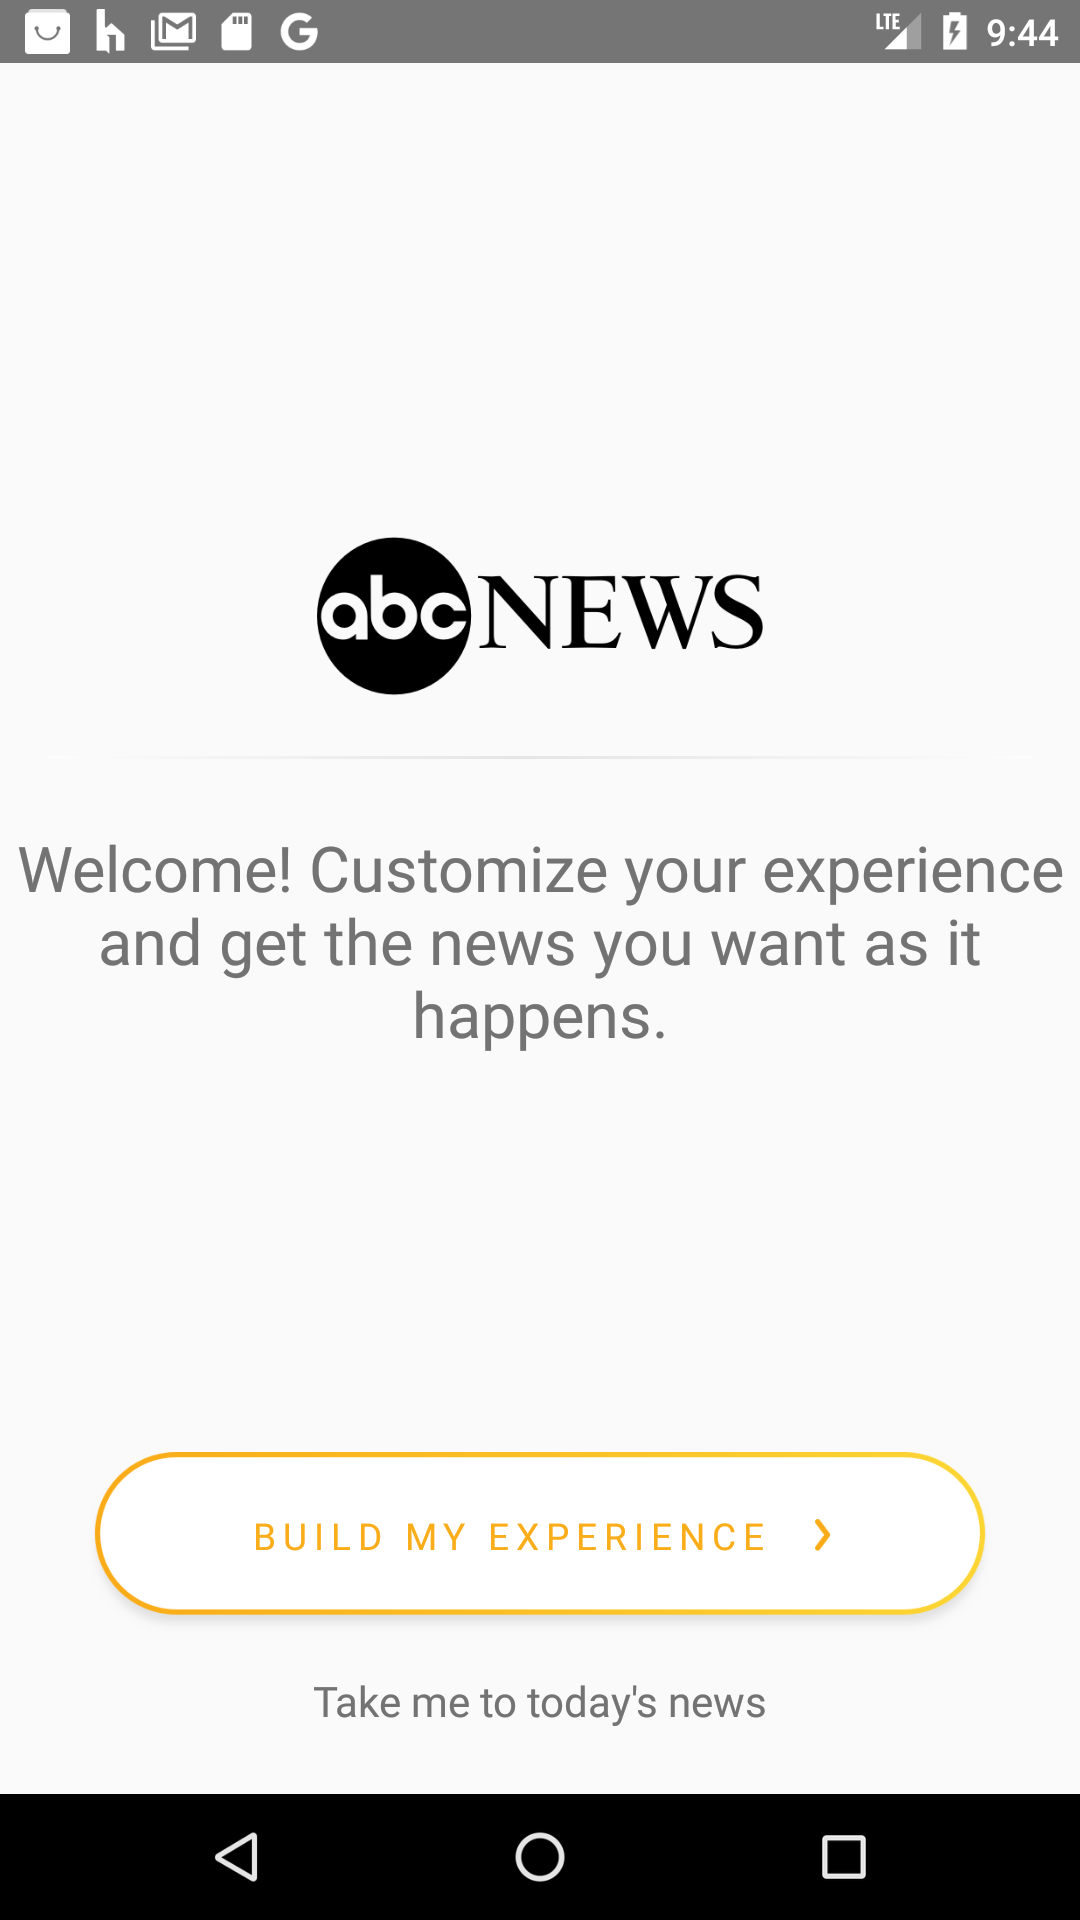 LTE 9:44
abc NEWS
Welcome! Customize your experience
and get the news you want as it
happens.
BUILD MY EXPERIENCE
Take me to today's news